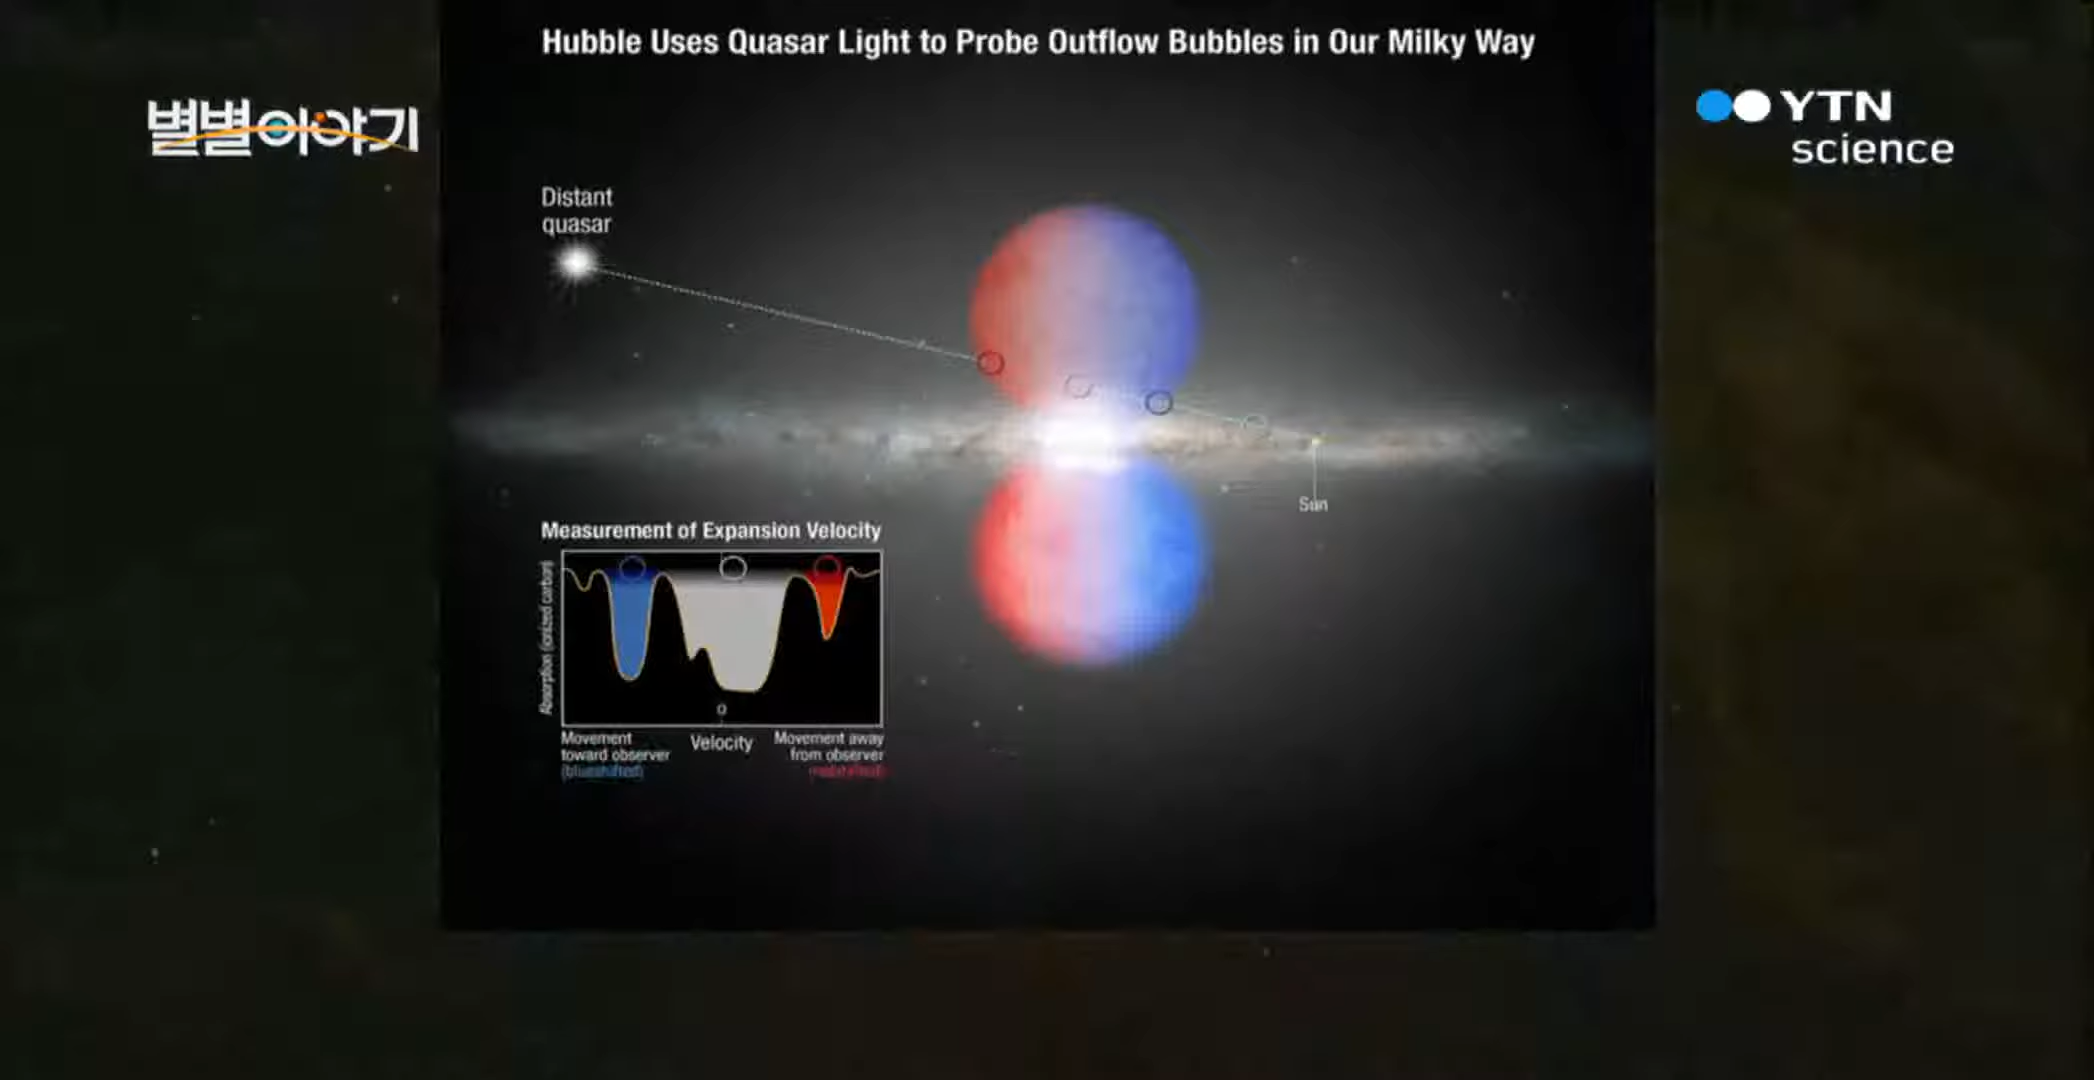 Hubble Uses Quasar Light to Probe Outflow Bubbles in Our Milky Way
별별이야기
YTN
science
Distant
quasar
Sun
Measurement of Expansion Velocity
Absorption (ionized carbon)
0
Movement
toward observer
(blueshifted)
Velocity
Movement away
from observer
(redshifted)